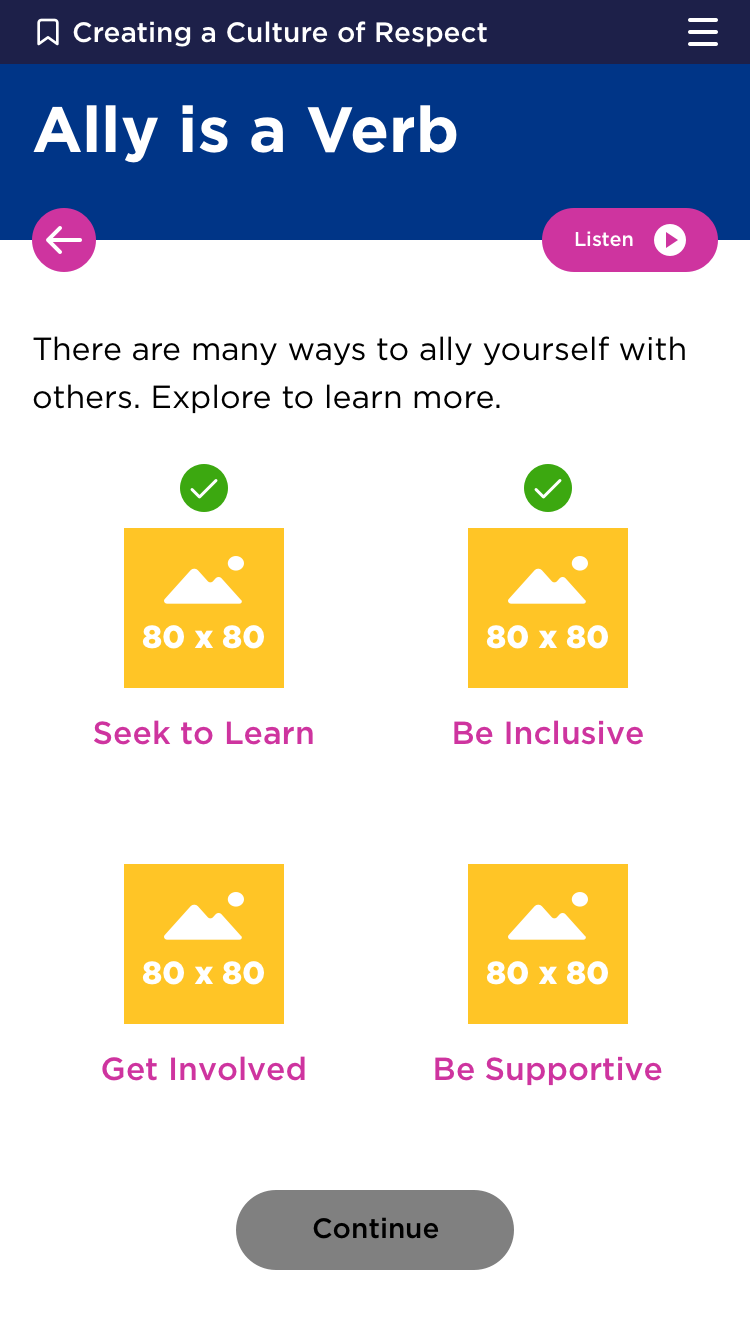 Creating a Culture of Respect
Ally is a Verb
Listen
There are many ways to ally yourself with
others. Explore to learn more.
80 x 80
80 x 80
Seek to Learn
Be Inclusive
80 x 80
80 x 80
Get Involved
Be Supportive
Continue